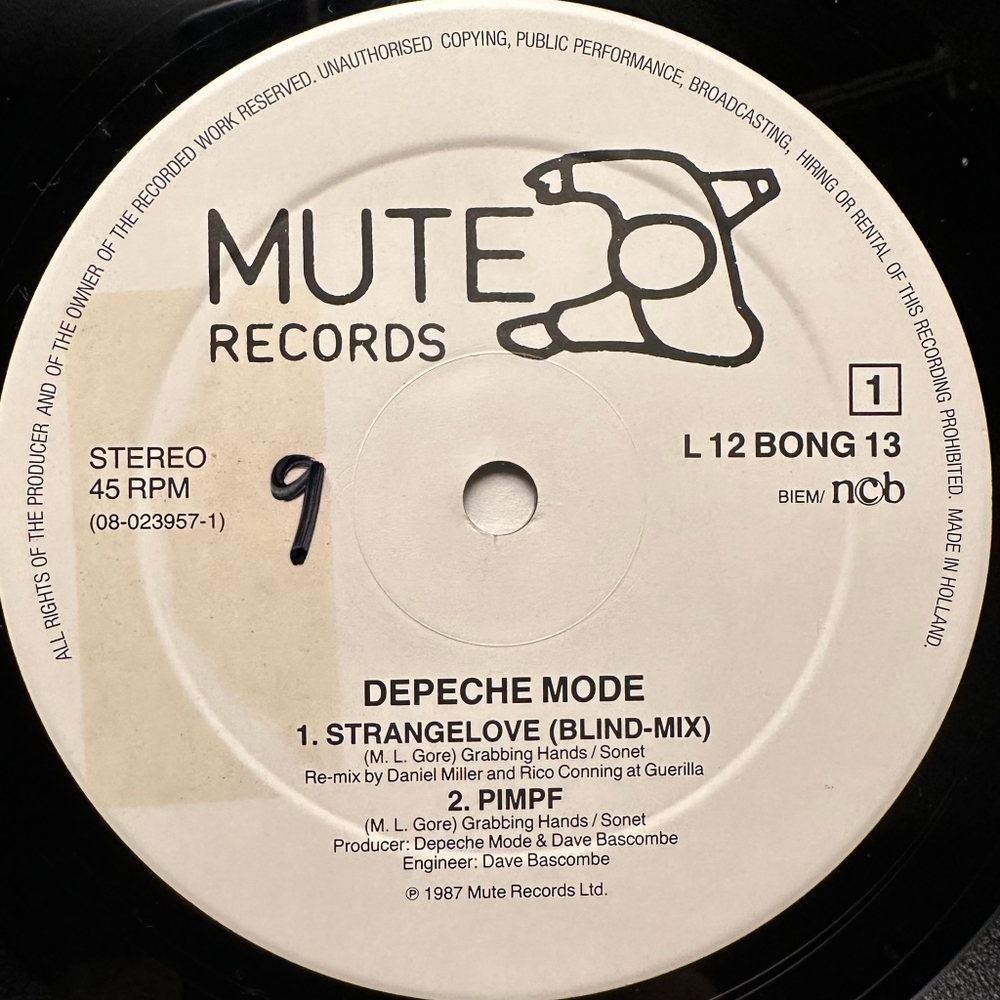 ALL RIGHTS OF THE PRODUCER AND OF THE OWNER OF THE RECORDED WORK RESERVED. UNAUTHORISED COPYING, PUBLIC PERFORMANCE, BROADCASTING, HIRING OR RENTAL OF THIS RECORDING PROHIBITED. MADE IN HOLLAND.
MUTE
RECORDS
1
L 12 BONG 13
BIEM/ ncb
STEREO
45 RPM
(08-023957-1)
9
DEPECHE MODE
1. STRANGELOVE (BLIND-MIX)
(M. L. Gore) Grabbing Hands / Sonet
Re-mix by Daniel Miller and Rico Conning at Guerilla
2. PIMPF
(M. L. Gore) Grabbing Hands / Sonet
Producer: Depeche Mode & Dave Bascombe
Engineer: Dave Bascombe
℗ 1987 Mute Records Ltd.